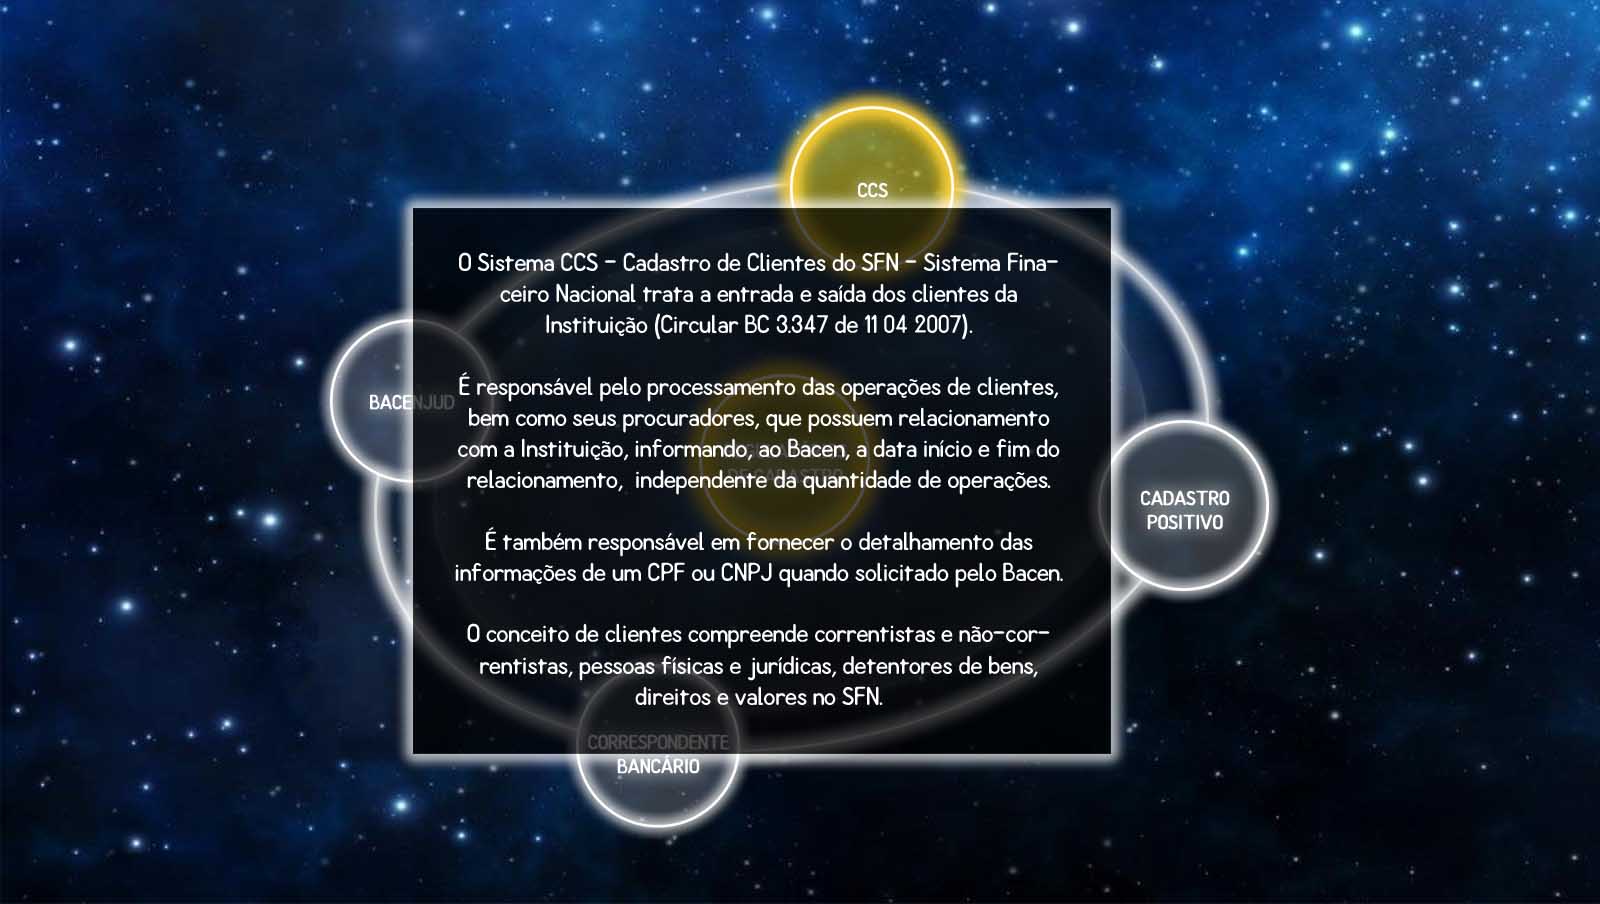 CCS
O Sistema CCS - Cadastro de Clientes do SFN - Sistema Fina-
ceiro Nacional trata a entrada e saída dos clientes da
Instituição (Circular BC 3.347 de 11 04 2007).
BACENJUD
É responsável pelo processamento das operações de clientes,
bem como seus procuradores, que possuem relacionamento
com a Instituição, informando, ao Bacen, a data início e fim do
relacionamento, independente da quantidade de operações.
DE CADASTRO
CADASTRO
POSITIVO
É também responsável em fornecer o detalhamento das
informações de um CPF ou CNPJ quando solicitado pelo Bacen.
O conceito de clientes compreende correntistas e não-cor-
rentistas, pessoas físicas e jurídicas, detentores de bens,
direitos e valores no SFN.
CORRESPONDENTE
BANCÁRIO